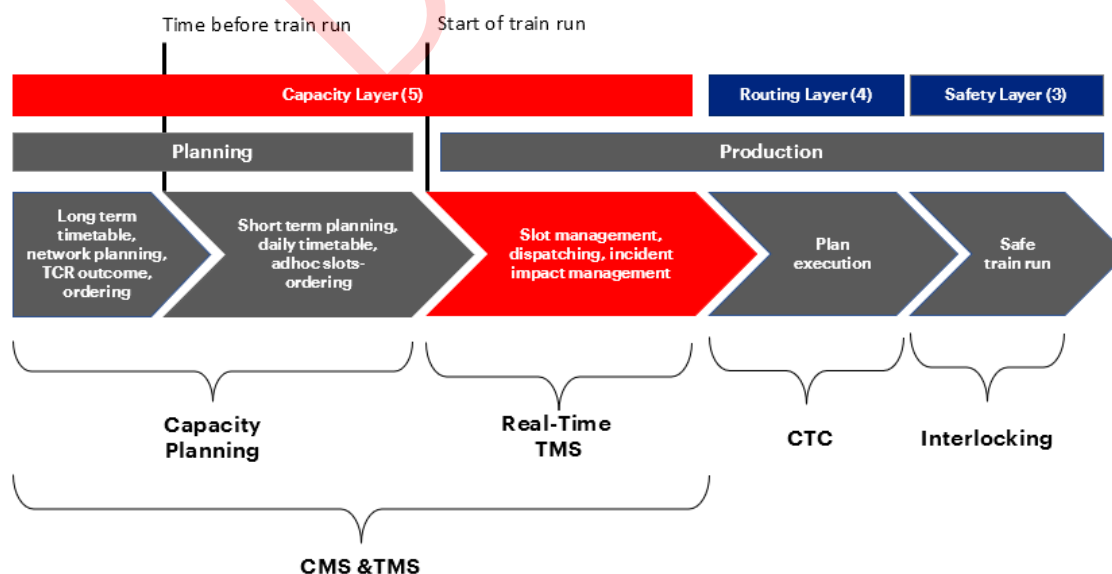 Time before train run
Start of train run
Capacity Layer (5)
Routing Layer (4)
Safety Layer (3)
Planning
Production
Long term
timetable,
network planning,
TCR outcome,
ordering
Short term planning,
daily timetable,
adhoc slots-
ordering
Slot management,
dispatching, incident
impact management
Plan
execution
Safe
train run
Capacity
Planning
Real-Time
TMS
CTC
Interlocking
CMS &TMS